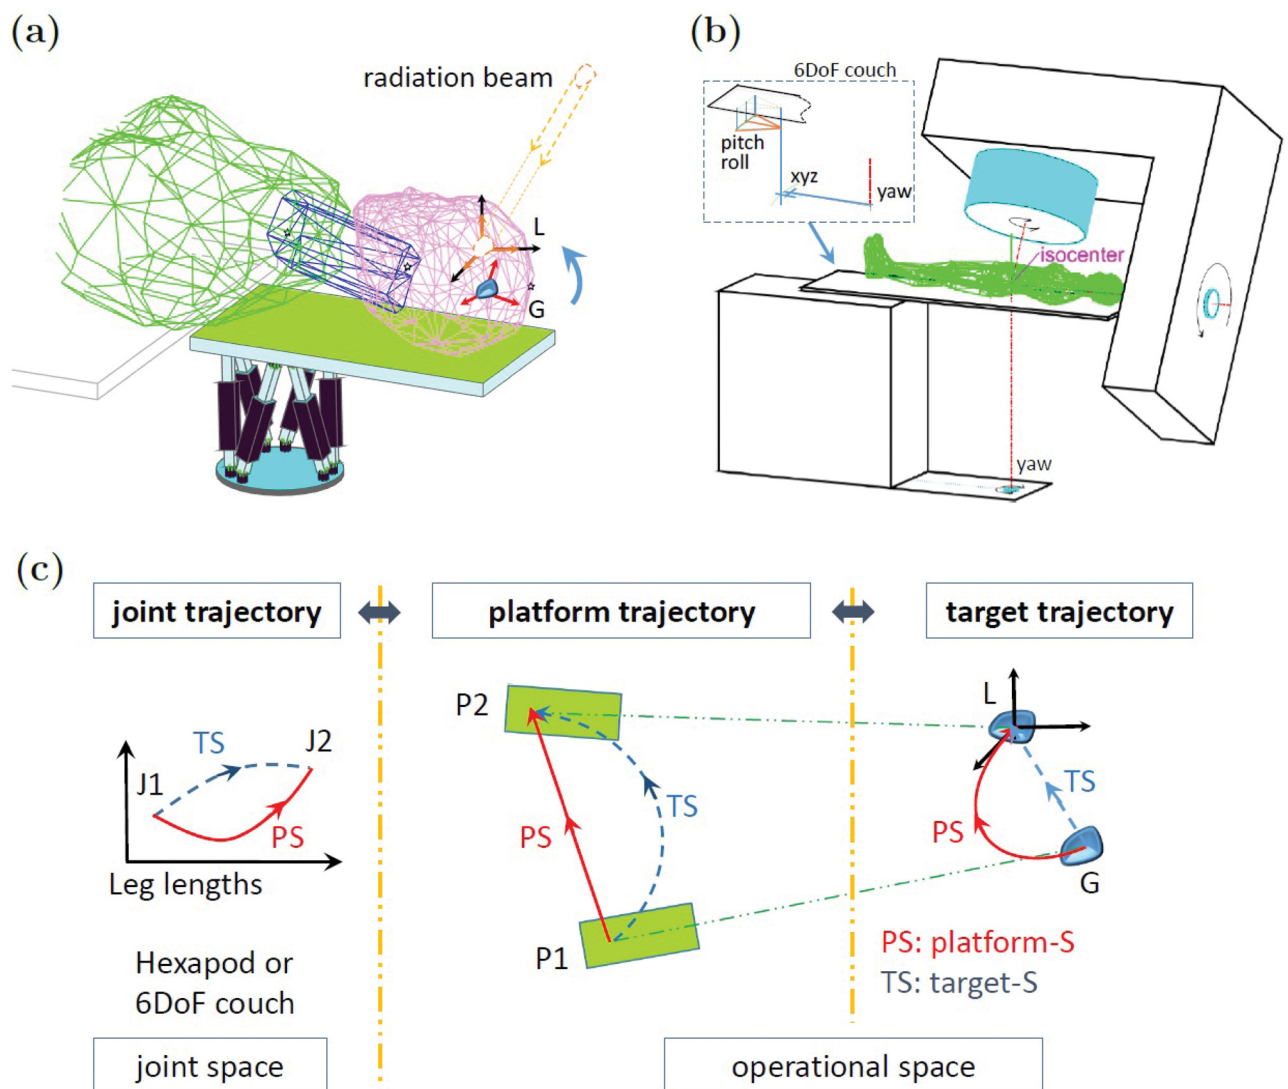 (a)
radiation beam
L
G
(b)
6DoF couch
pitch
roll
xyz
yaw
isocenter
yaw
(c)
joint trajectory
platform trajectory
target trajectory
J1
TS
J2
PS
Leg lengths
P2
PS
TS
P1
L
TS
PS
G
PS: platform-S
TS: target-S
Hexapod or
6DoF couch
joint space
operational space